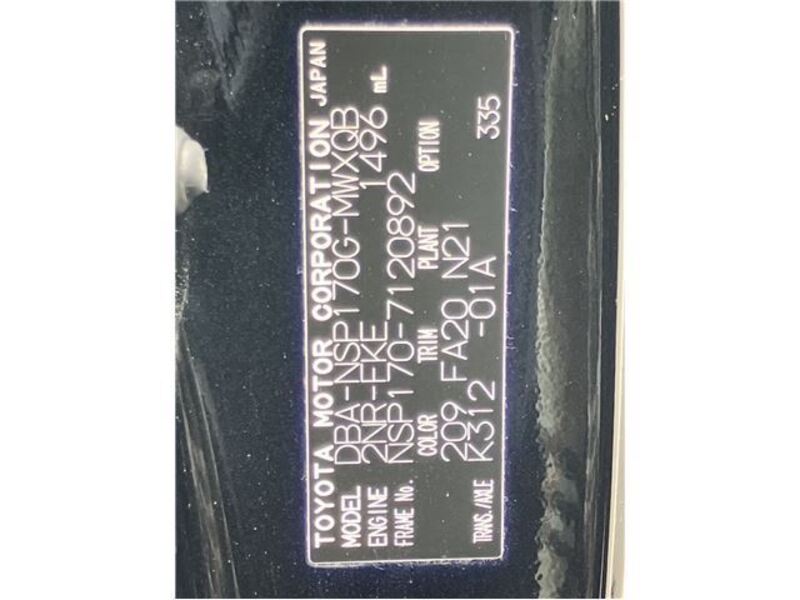 TOYOTA MOTOR CORPORATION JAPAN
MODEL DBA-NSP170G-MWXQB
ENGINE 2NR-FKE 1496 mL
FRAME No. NSP170-7120892
COLOR TRIM PLANT OPTION
209 FA20 N21
TRANS./AXLE K312 -01A 335